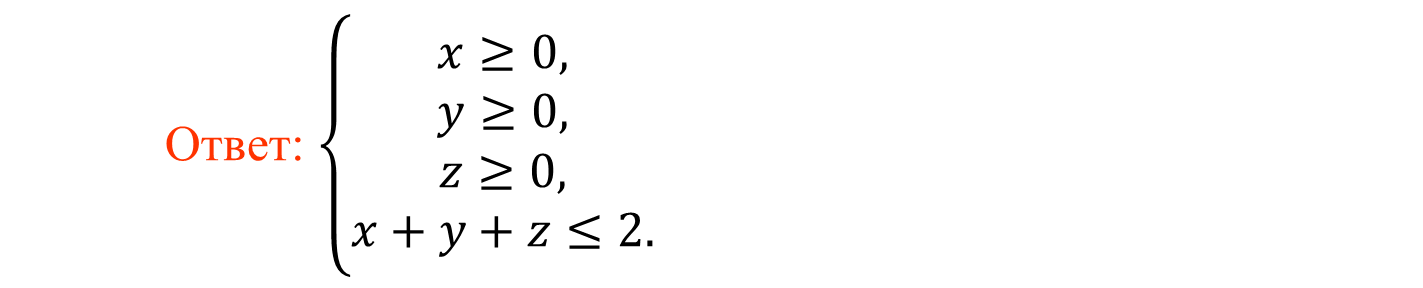 x ≥ 0,
y ≥ 0,
Ответ:
z ≥ 0,
x + y + z ≤ 2.